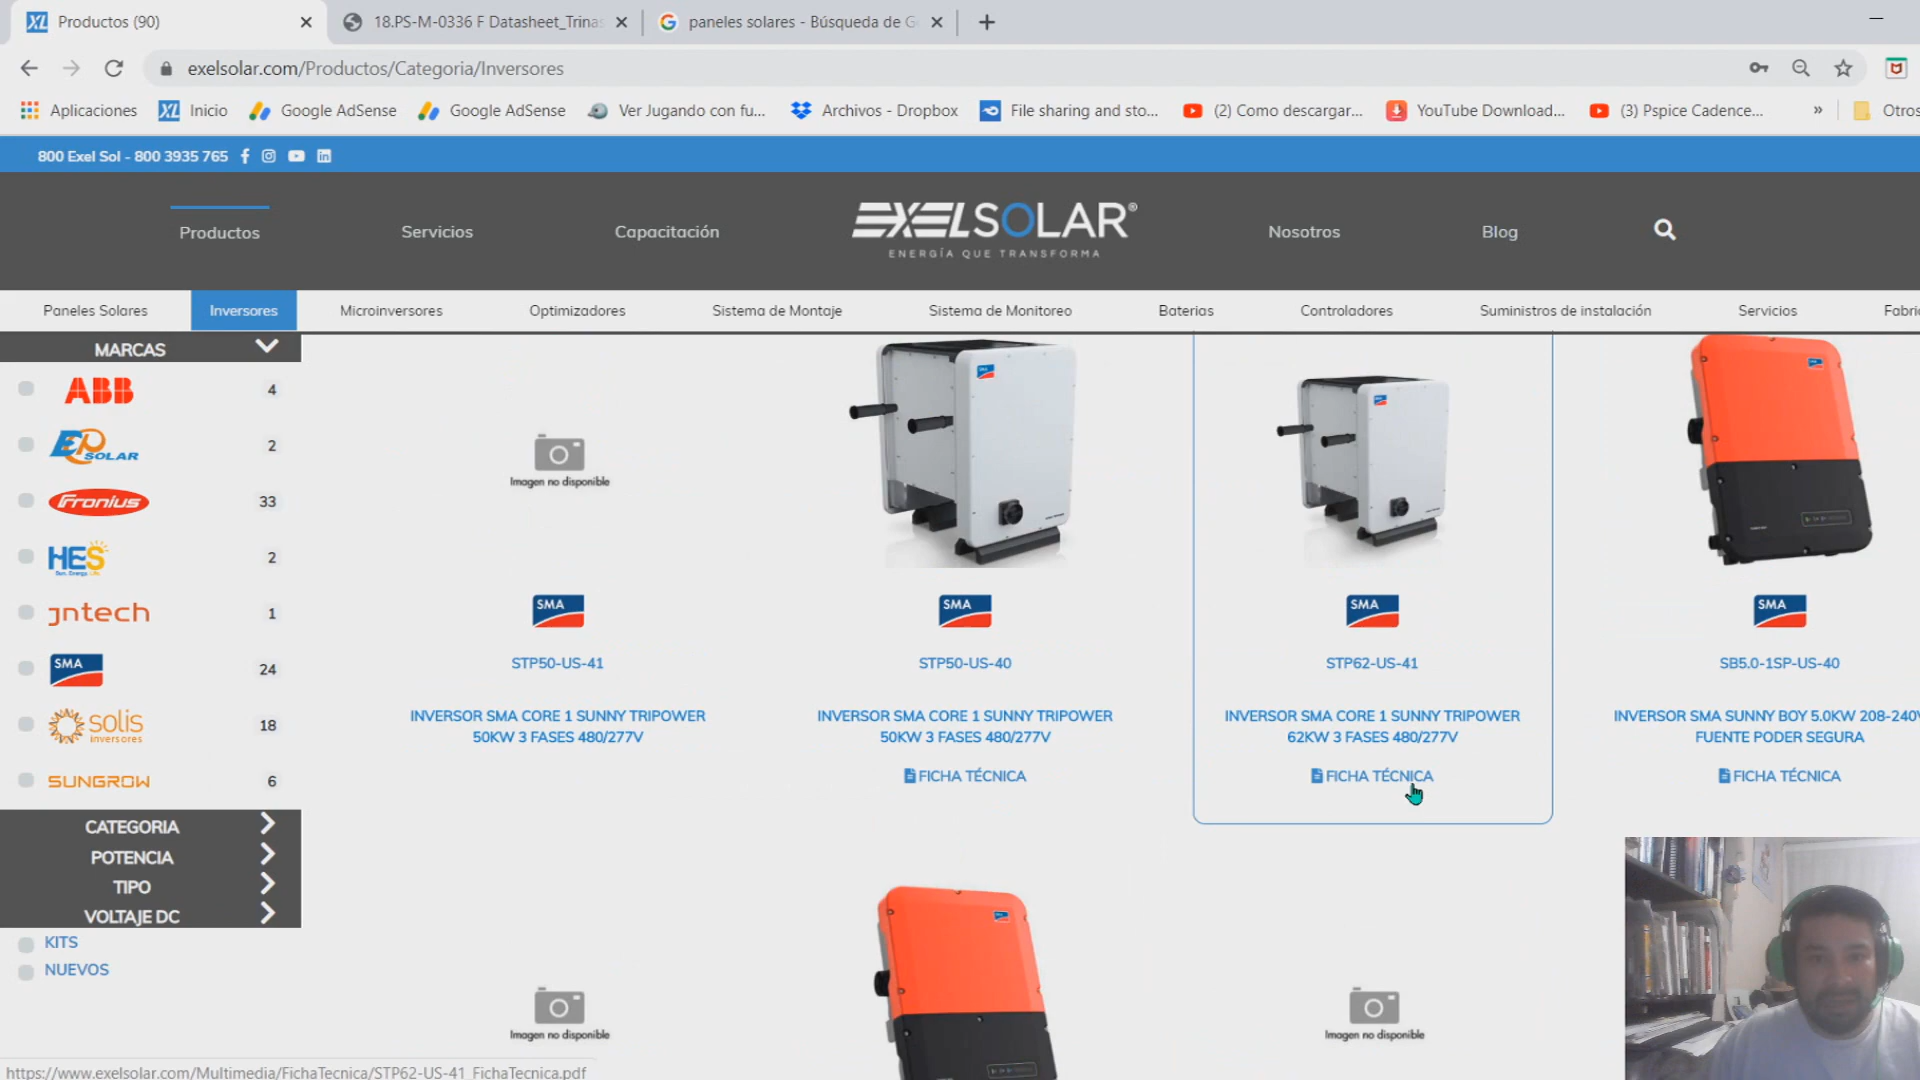 Productos (90)
18.PS-M-0336 F Datasheet_Trinas
paneles solares - Búsqueda de G
exelsolar.com/Productos/Categoria/Inversores
Aplicaciones
Inicio
Google AdSense
Google AdSense
Ver Jugando con fu...
Archivos - Dropbox
File sharing and sto...
(2) Como descargar...
YouTube Download...
(3) Pspice Cadence...
»
Otros
800 Exel Sol - 800 3935 765
Productos
Servicios
Capacitación
EXELSOLAR®
ENERGÍA QUE TRANSFORMA
Nosotros
Blog
Paneles Solares
Inversores
Microinversores
Optimizadores
Sistema de Montaje
Sistema de Monitoreo
Baterias
Controladores
Suministros de instalación
Servicios
Fabri
MARCAS
ABB 4
EPSOLAR 2
Fronius 33
HES 2
jntech 1
SMA 24
solis inversores 18
SUNGROW 6
CATEGORIA
POTENCIA
TIPO
VOLTAJE DC
KITS
NUEVOS
Imagen no disponible
SMA
STP50-US-41
INVERSOR SMA CORE 1 SUNNY TRIPOWER
50KW 3 FASES 480/277V
SMA
STP50-US-40
INVERSOR SMA CORE 1 SUNNY TRIPOWER
50KW 3 FASES 480/277V
FICHA TÉCNICA
SMA
STP62-US-41
INVERSOR SMA CORE 1 SUNNY TRIPOWER
62KW 3 FASES 480/277V
FICHA TÉCNICA
SMA
SB5.0-1SP-US-40
INVERSOR SMA SUNNY BOY 5.0KW 208-240V
FUENTE PODER SEGURA
FICHA TÉCNICA
Imagen no disponible
Imagen no disponible
https://www.exelsolar.com/Multimedia/FichaTecnica/STP62-US-41_FichaTecnica.pdf